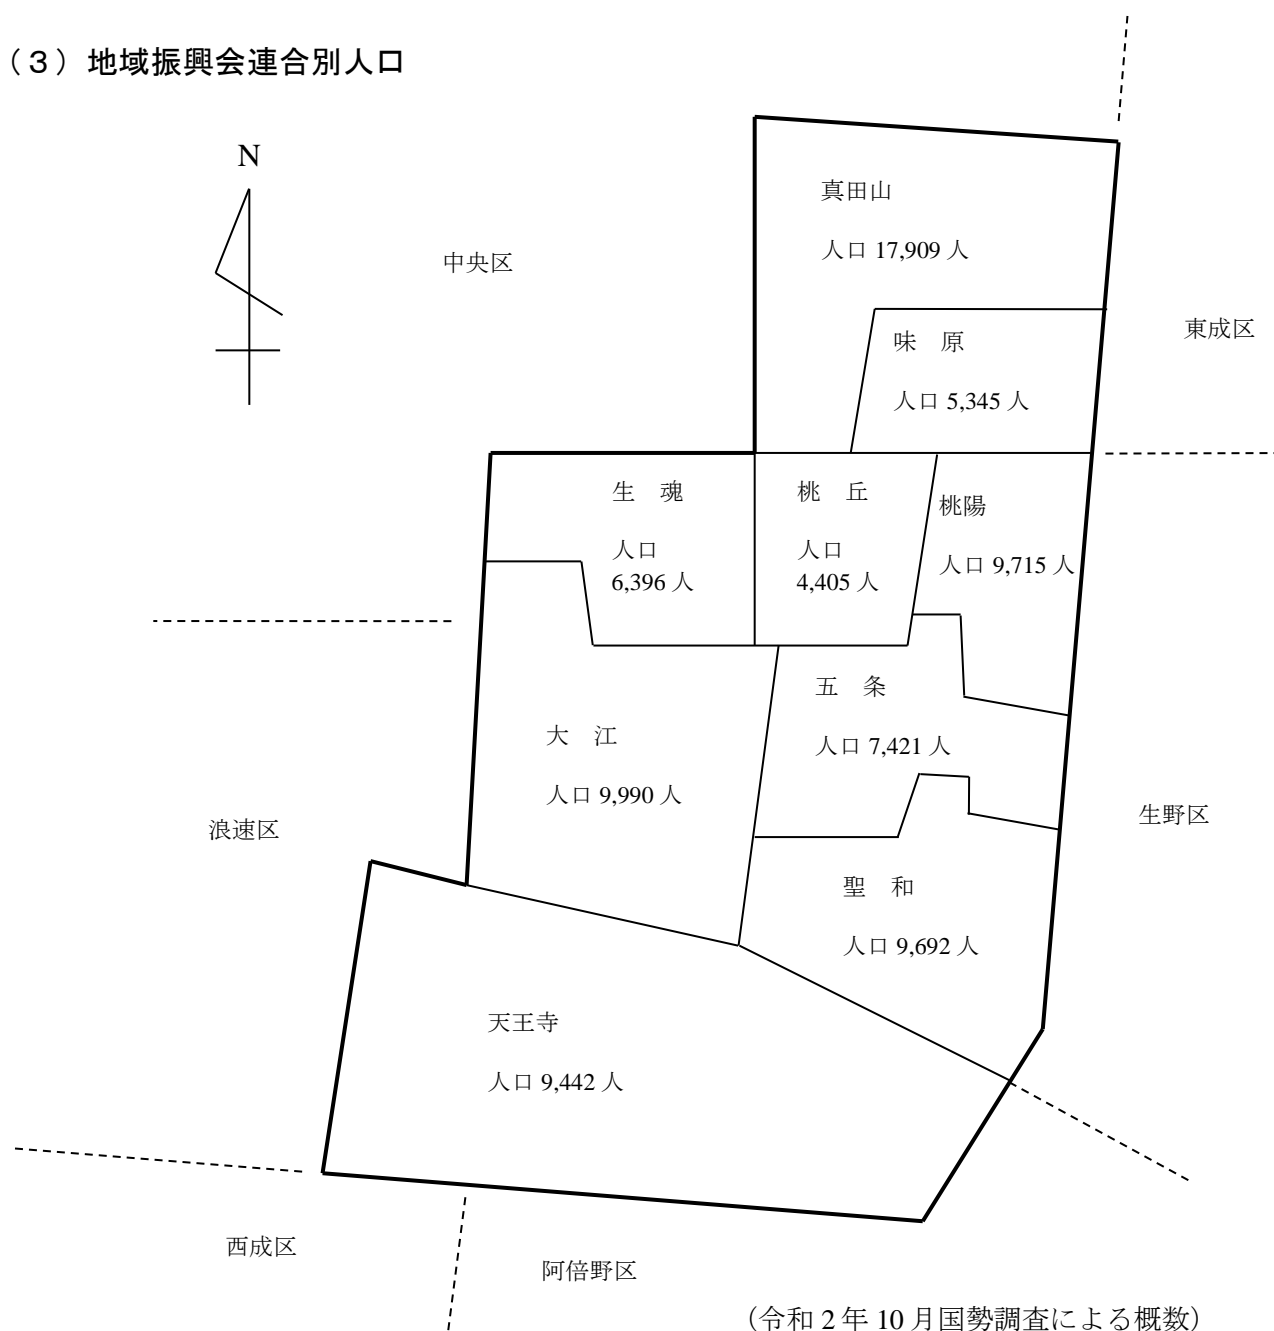 （３）地域振興会連合別人口
N
真田山
人口 17,909 人
中央区
東成区
味　原
人口 5,345 人
生　魂
人口
6,396 人
桃　丘
人口
4,405 人
桃陽
人口 9,715 人
五　条
人口 7,421 人
大　江
人口 9,990 人
浪速区
生野区
聖　和
人口 9,692 人
天王寺
人口 9,442 人
西成区
阿倍野区
（令和 2 年 10 月国勢調査による概数）